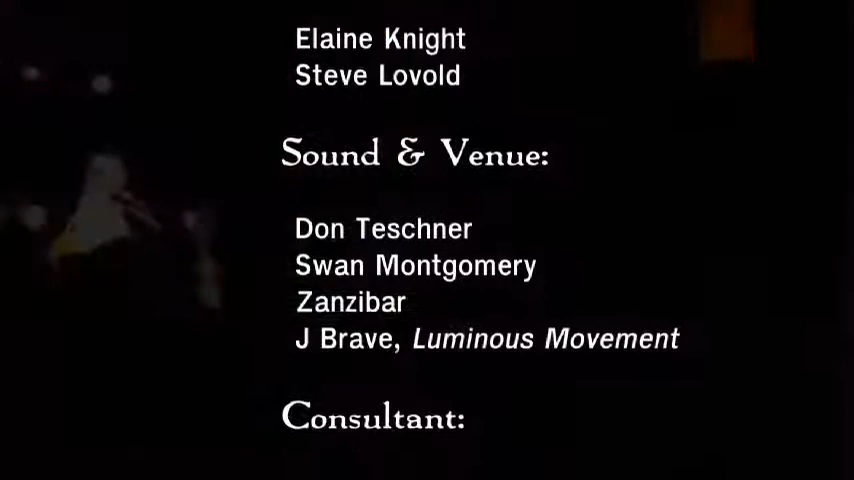 Elaine Knight
Steve Lovold
Sound & Venue:
Don Teschner
Swan Montgomery
Zanzibar
J Brave, Luminous Movement
Consultant: